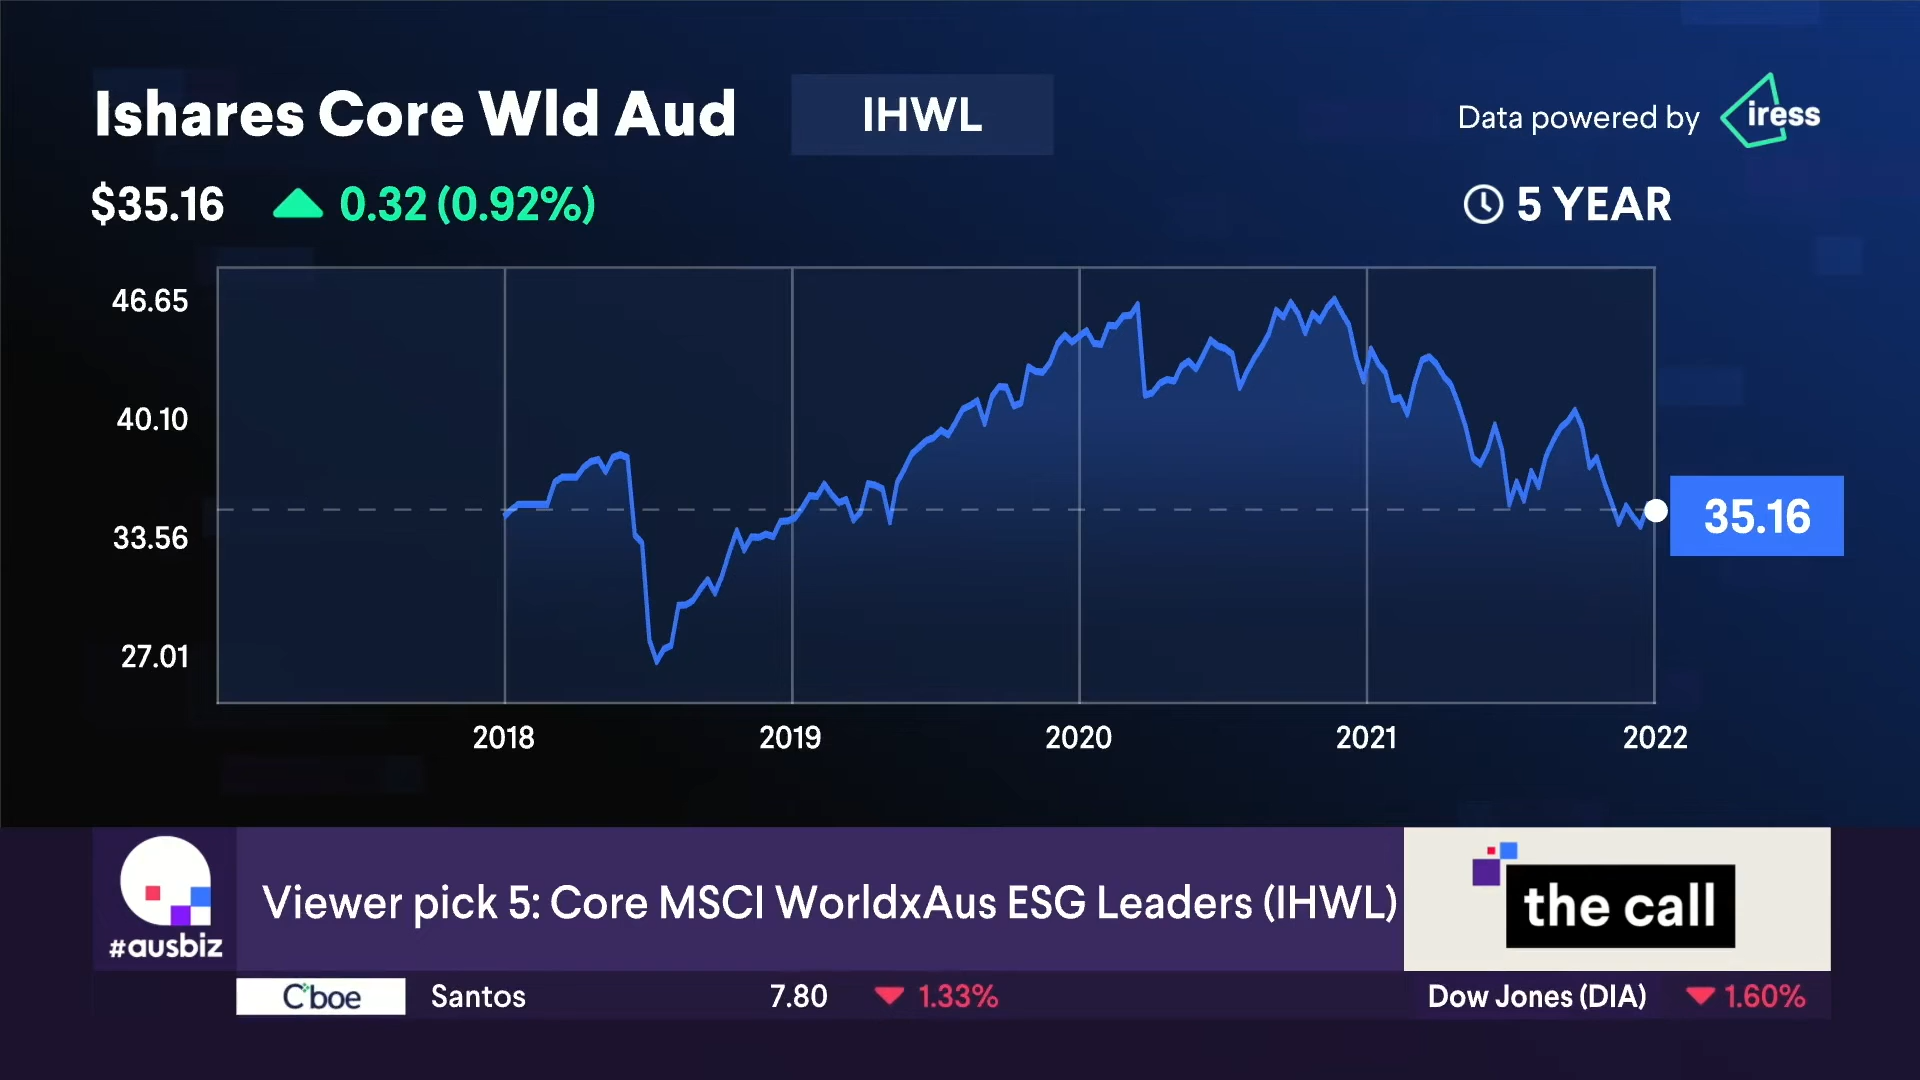 Ishares Core Wld Aud
IHWL
Data powered by iress
$35.16 0.32 (0.92%)
5 YEAR
46.65
40.10
33.56
27.01
35.16
2018 2019 2020 2021 2022
#ausbiz
Viewer pick 5: Core MSCI WorldxAus ESG Leaders (IHWL)
the call
Cboe Santos 7.80 1.33% Dow Jones (DIA) 1.60%